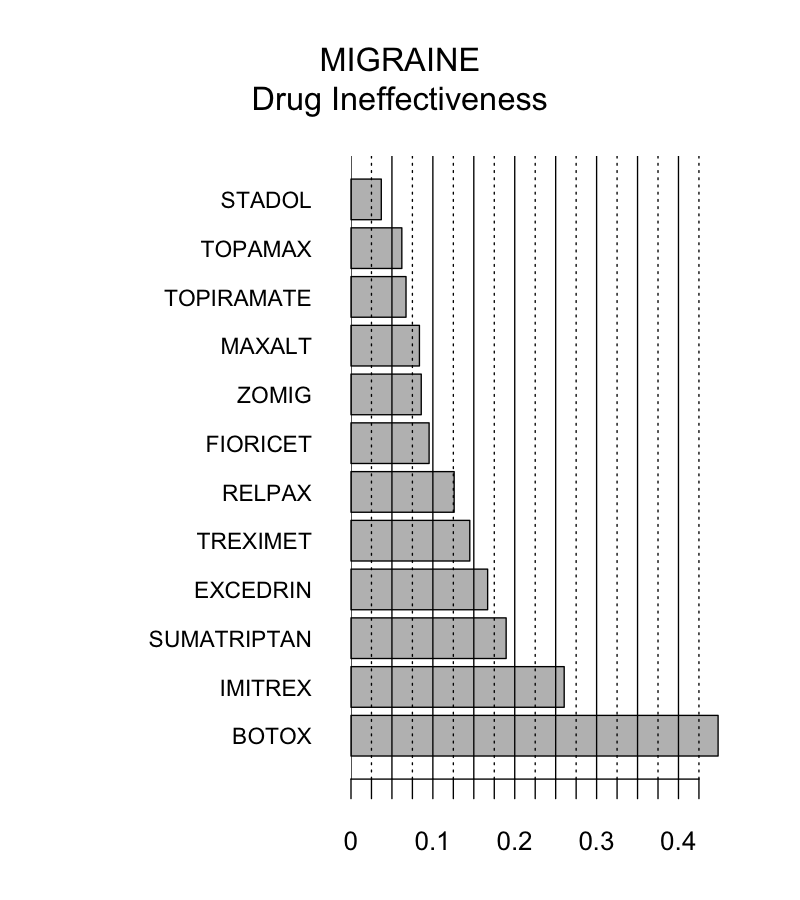 MIGRAINE
Drug Ineffectiveness
STADOL
TOPAMAX
TOPIRAMATE
MAXALT
ZOMIG
FIORICET
RELPAX
TREXIMET
EXCEDRIN
SUMATRIPTAN
IMITREX
BOTOX
0 0.1 0.2 0.3 0.4